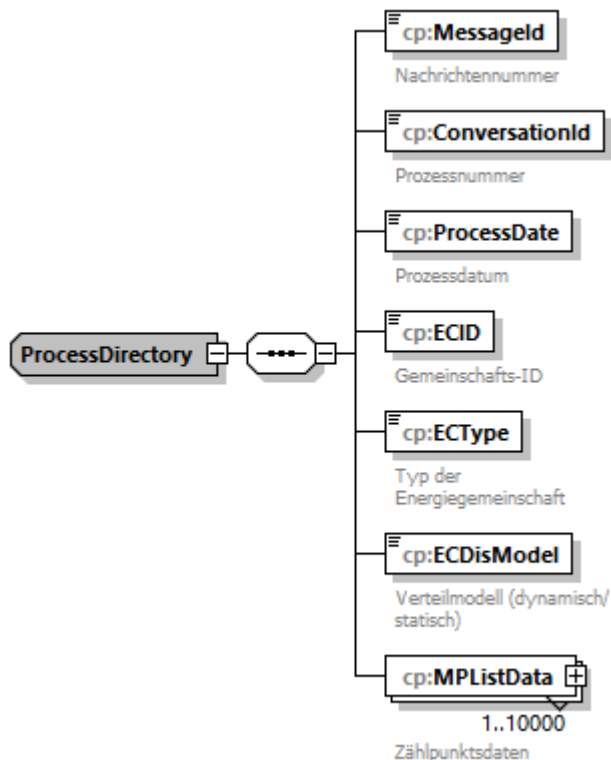 cp:MessageId
Nachrichtennummer
cp:ConversationId
Prozessnummer
cp:ProcessDate
Prozessdatum
ProcessDirectory
cp:ECID
Gemeinschafts-ID
cp:ECType
Typ der
Energiegemeinschaft
cp:ECDisModel
Verteilmodell (dynamisch/
statisch)
cp:MPListData
1..10000
Zählpunktsdaten